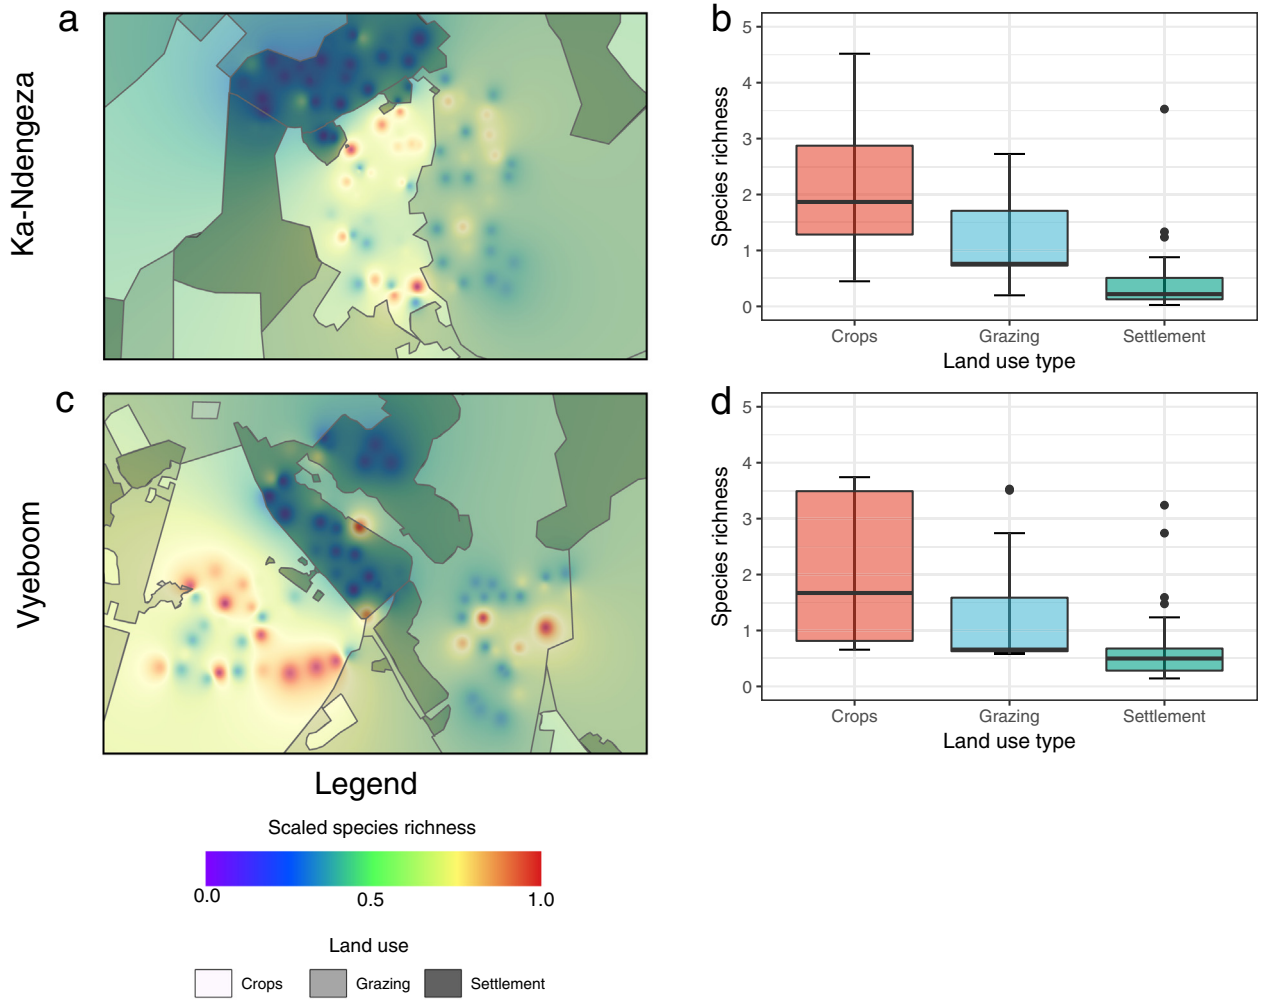 a
Ka-Ndengeza
b
5
4
3
2
1
0
Species richness
Crops
Grazing
Settlement
Land use type
c
Vyeboom
d
5
4
3
2
1
0
Species richness
Crops
Grazing
Settlement
Land use type
Legend
Scaled species richness
0.0
0.5
1.0
Land use
Crops
Grazing
Settlement